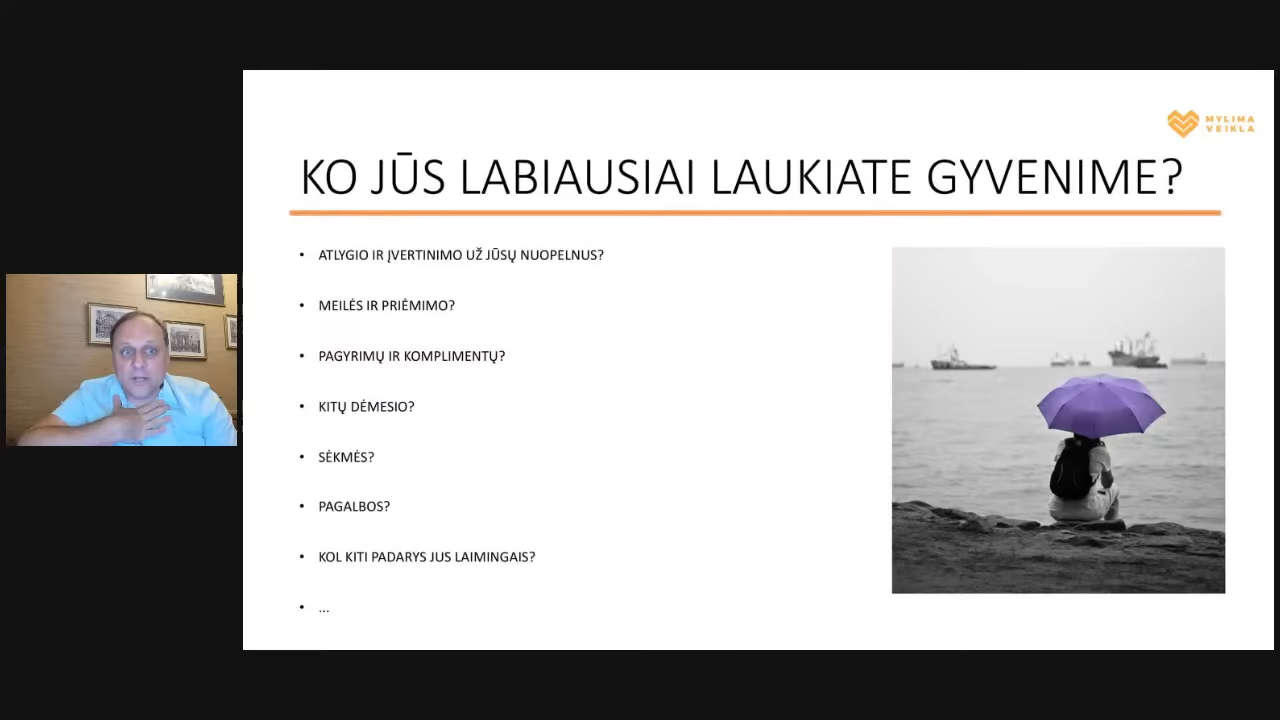 MYLIMA
VEIKLA
KO JŪS LABIAUSIAI LAUKIATE GYVENIME?
• ATLYGIO IR ĮVERTINIMO UŽ JŪSŲ NUOPELNUS?
• MEILĖS IR PRIĖMIMO?
• PAGYRIMŲ IR KOMPLIMENTŲ?
• KITŲ DĖMESIO?
• SĖKMĖS?
• PAGALBOS?
• KOL KITI PADARYS JUS LAIMINGAIS?
• ...